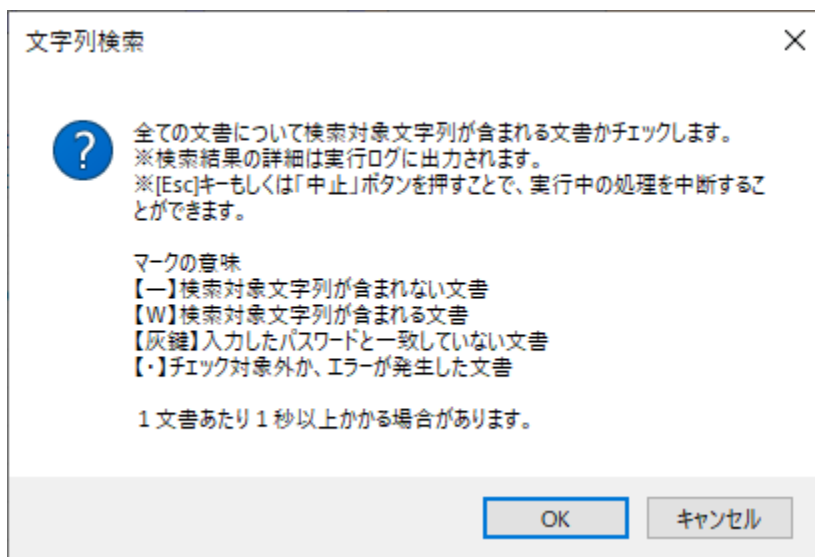 文字列検索
全ての文書について検索対象文字列が含まれる文書かチェックします。
※検索結果の詳細は実行ログに出力されます。
※[Esc]キーもしくは「中止」ボタンを押すことで、実行中の処理を中断するこ
とができます。
マークの意味
【―】検索対象文字列が含まれない文書
【W】検索対象文字列が含まれる文書
【灰鍵】入力したパスワードと一致していない文書
【・】チェック対象外か、エラーが発生した文書
１文書あたり１秒以上かかる場合があります。
OK
キャンセル